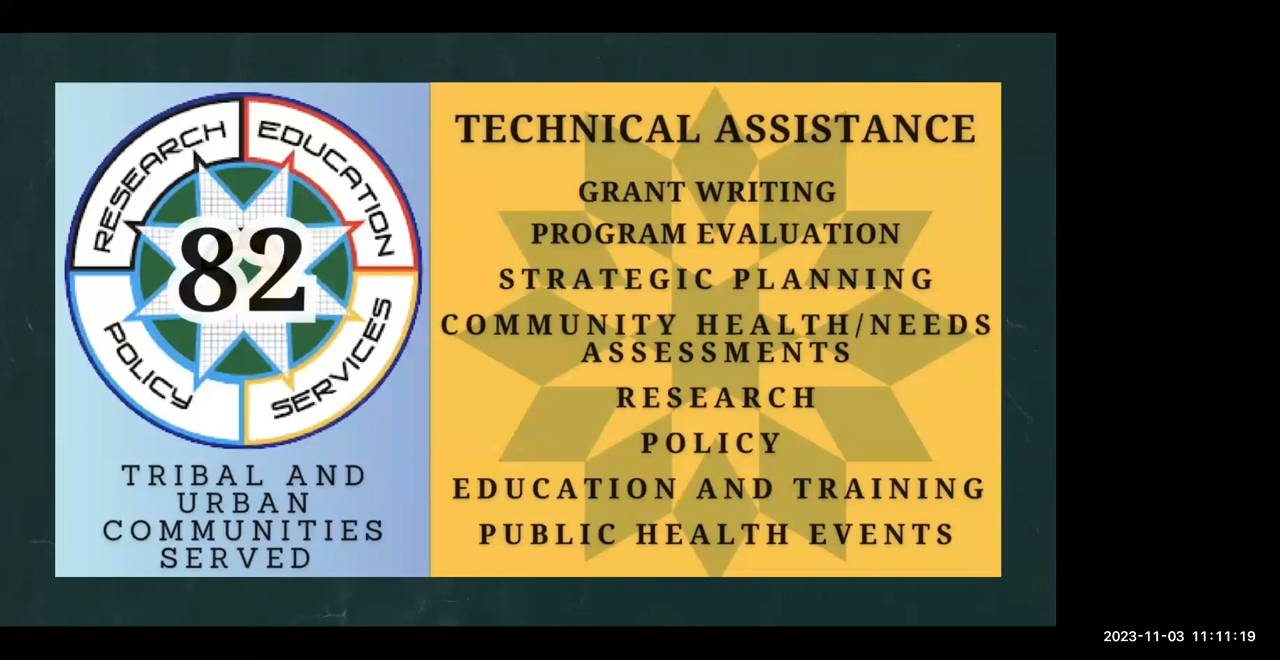 RESEARCH
EDUCATION
82
POLICY
SERVICES
TRIBAL AND
URBAN
COMMUNITIES
SERVED
TECHNICAL ASSISTANCE
GRANT WRITING
PROGRAM EVALUATION
STRATEGIC PLANNING
COMMUNITY HEALTH/NEEDS
ASSESSMENTS
RESEARCH
POLICY
EDUCATION AND TRAINING
PUBLIC HEALTH EVENTS
2023-11-03 11:11:19